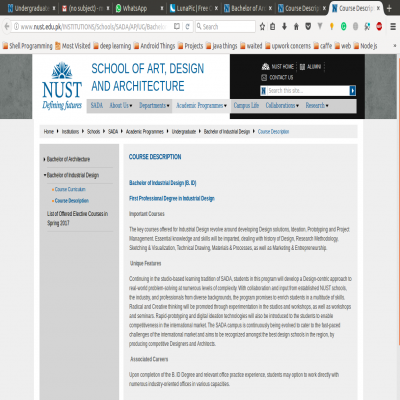 Undergraduate
(no subject) - c
WhatsApp
LunaPic | Free
Bachelor of Ar
Course Descrip
Course Descrip
www.nust.edu.pk/INSTITUTIONS/Schools/SADA/AP/UG/Bachelo
Search
Shell Programming Most Visited deep learning Android Things Projects java things waited upwork concerns caffe web Node js
NUST
Defining futures
SCHOOL OF ART, DESIGN
AND ARCHITECTURE
NUST HOME ALUMNI
CONTACT US
Search this site...
SADA About Us Departments Academic Programmes Campus Life Collaborations Research
Home Institutions Schools SADA Academic Programmes Undergraduate Bachelor of Industrial Design Course Description
Bachelor of Architecture
Bachelor of Industrial Design
Course Curriculum
Course Description
List of Offered Elective Courses in
Spring 2017
COURSE DESCRIPTION
Bachelor of Industrial Design (B. ID)
First Professional Degree in Industrial Design
Important Courses
The key courses offered for Industrial Design revolve around developing Design solutions, Ideation, Prototyping and Project
Management. Essential knowledge and skills will be imparted, dealing with history of Design, Research Methodology,
Sketching & Visualization, Technical Drawing, Materials & Processes, as well as Marketing & Entrepreneurship.
Unique Features
Continuing in the studio-based learning tradition of SADA, students in this program will develop a Design-centric approach to
real-world problem-solving at numerous levels of complexity. With collaboration and input from established NUST schools,
the industry, and professionals from diverse backgrounds, the program promises to enrich students in a multitude of skills.
Radical and Creative thinking will be promoted through experimentation in the studios and workshops, as well as workshops
and seminars. Rapid-prototyping and digital ideation technologies will also be introduced to the students to enable
competitiveness in the international market. The SADA campus is continuously being evolved to cater to the fast-paced
challenges of the international market and aims to be recognized amongst the best design schools in the region, by
producing competitive Designers and Architects.
Associated Careers
Upon completion of the B. ID Degree and relevant office practice experience, students may option to work directly with
numerous industry-oriented offices in various capacities.